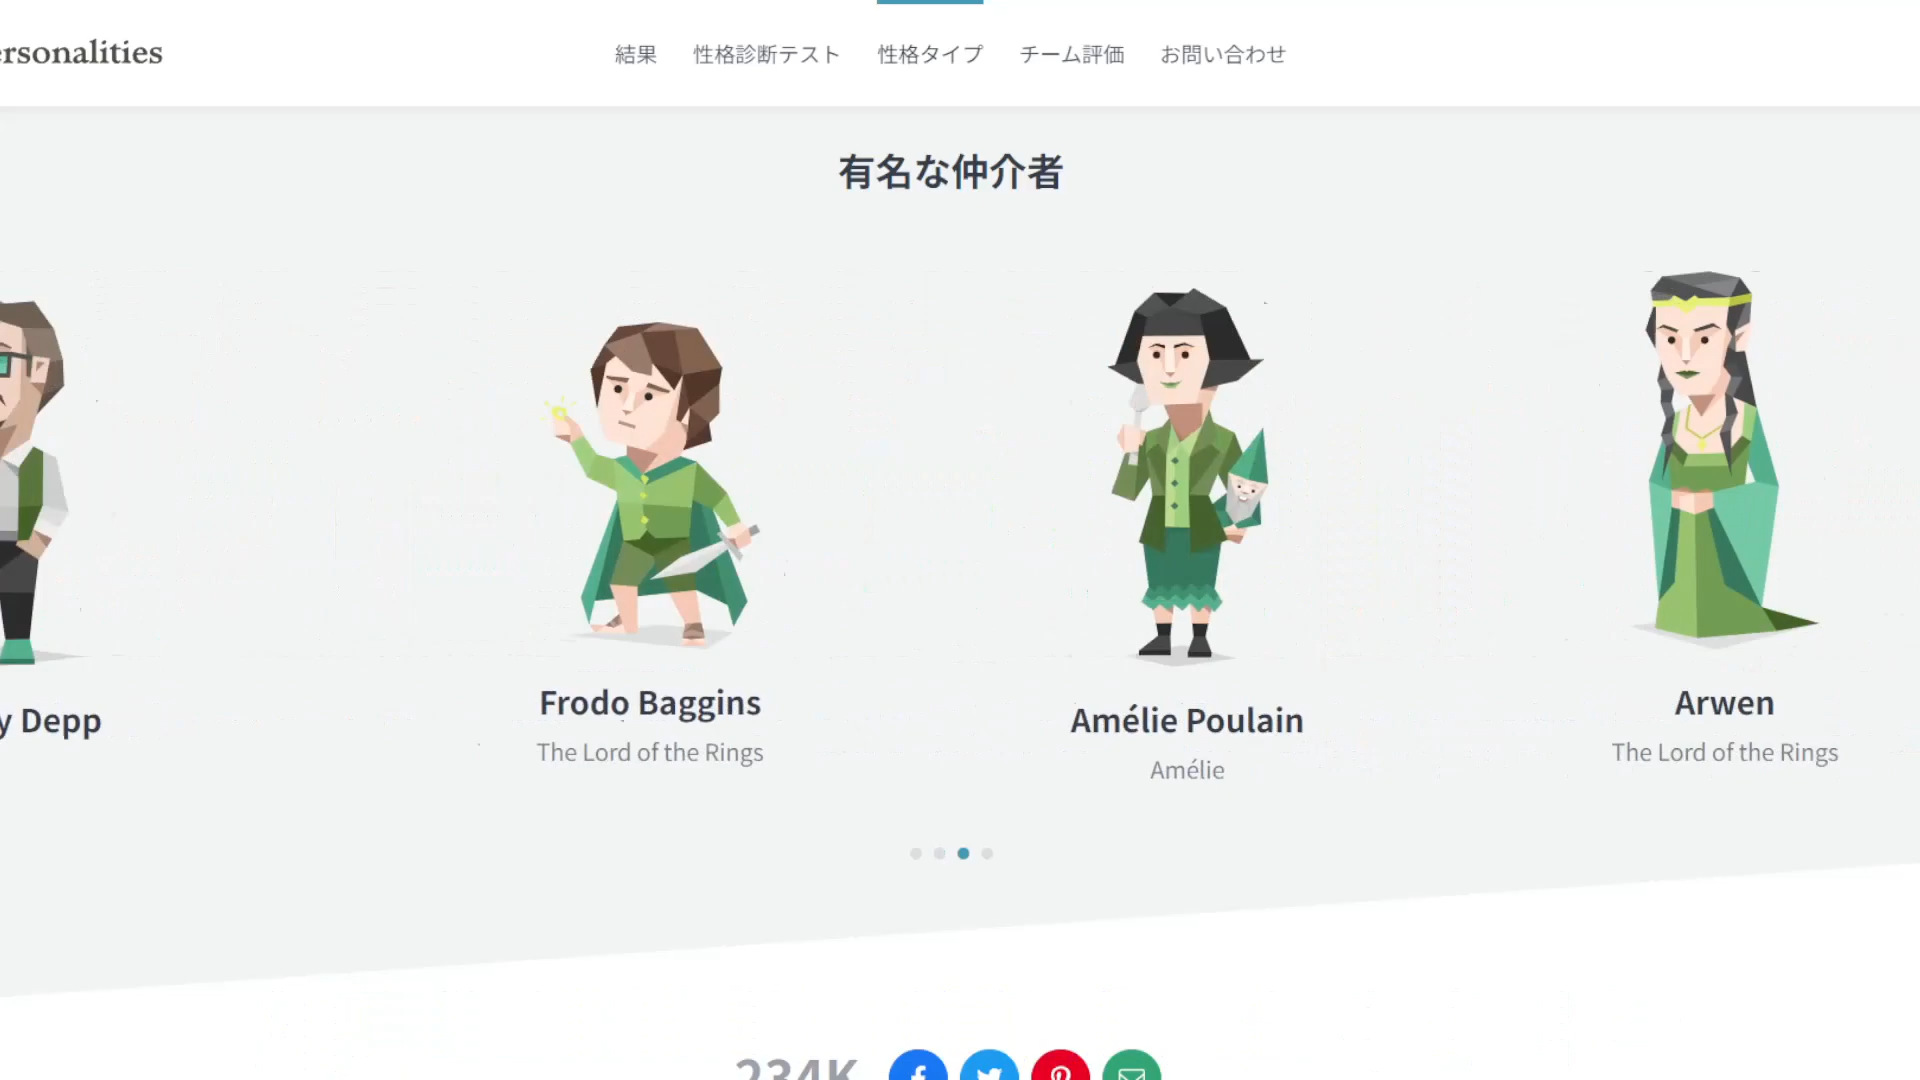 ersonalities
結果 性格診断テスト 性格タイプ チーム評価 お問い合わせ
有名な仲介者
y Depp
Frodo Baggins
The Lord of the Rings
Amélie Poulain
Amélie
Arwen
The Lord of the Rings
234K